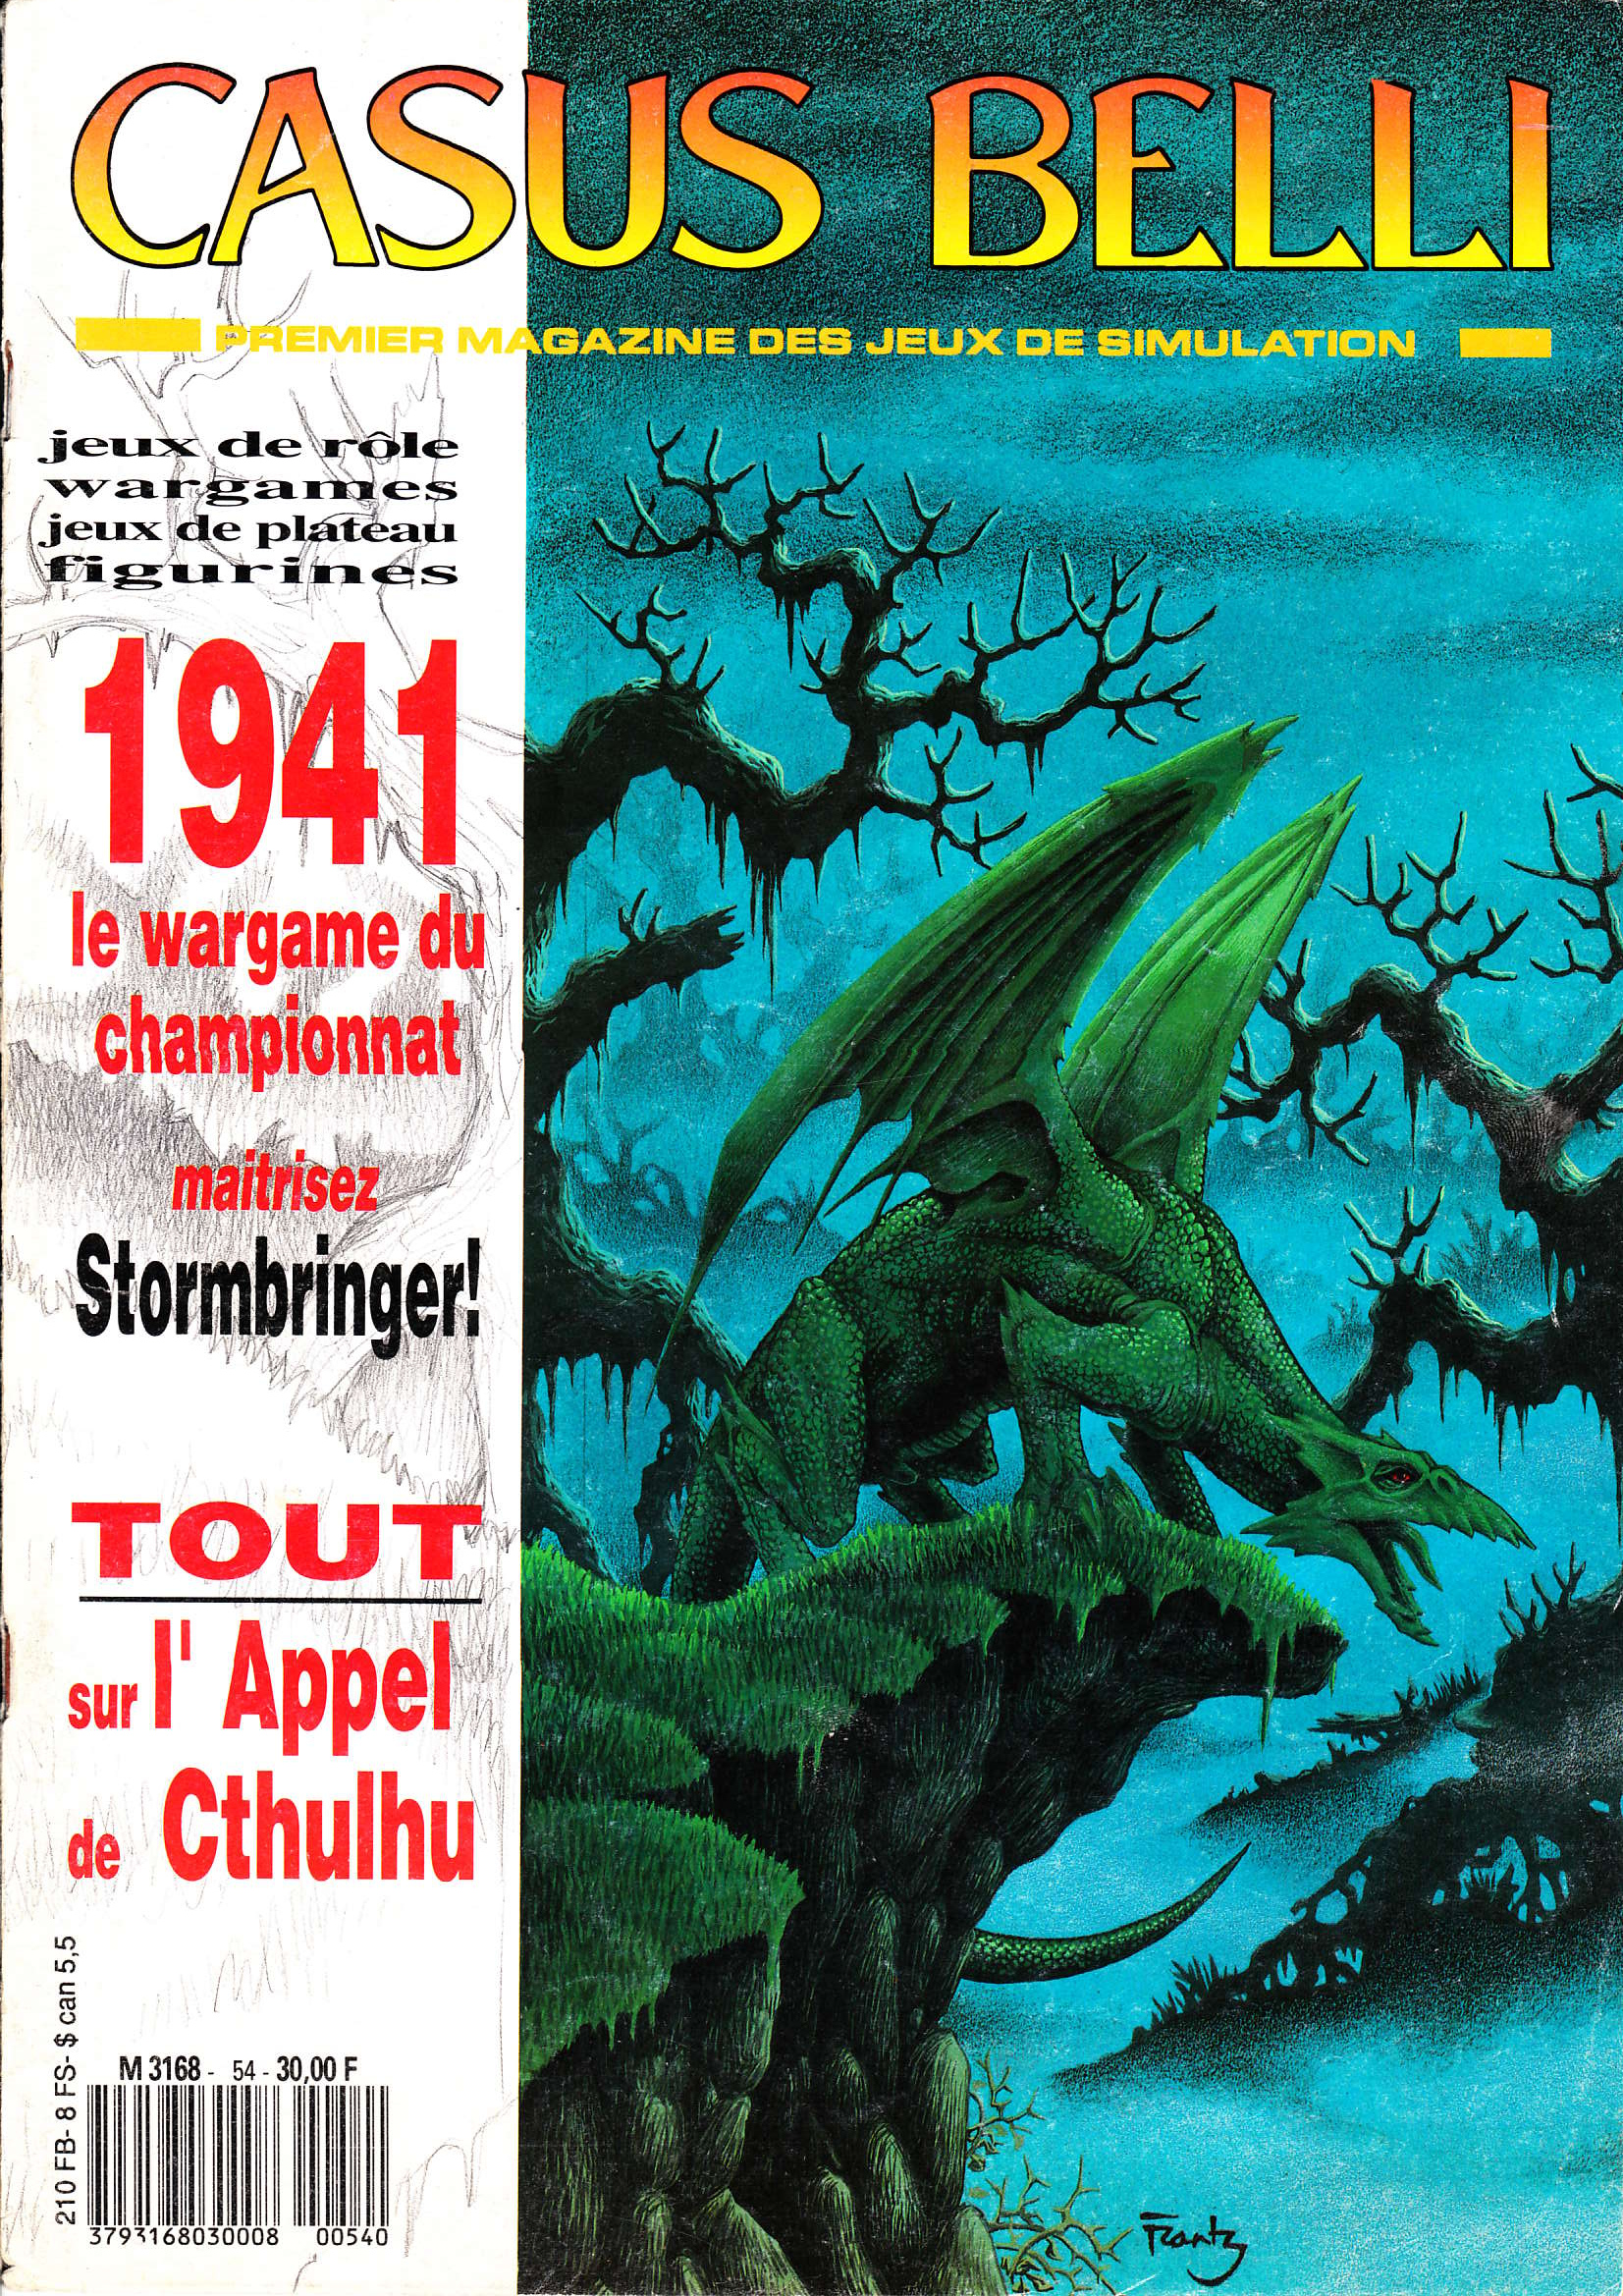 CASUS BELLI
PREMIER MAGAZINE DES JEUX DE SIMULATION
jeux de rôle
wargames
jeux de plateau
figurines
1941
le wargame du
championnat
maitrisez
Stormbringer!
TOUT
sur l' Appel
de Cthulhu
210 FB- 8 FS- $ can 5,5
M 3168 - 54 - 30,00 F
3793168030008 00540
Frantz